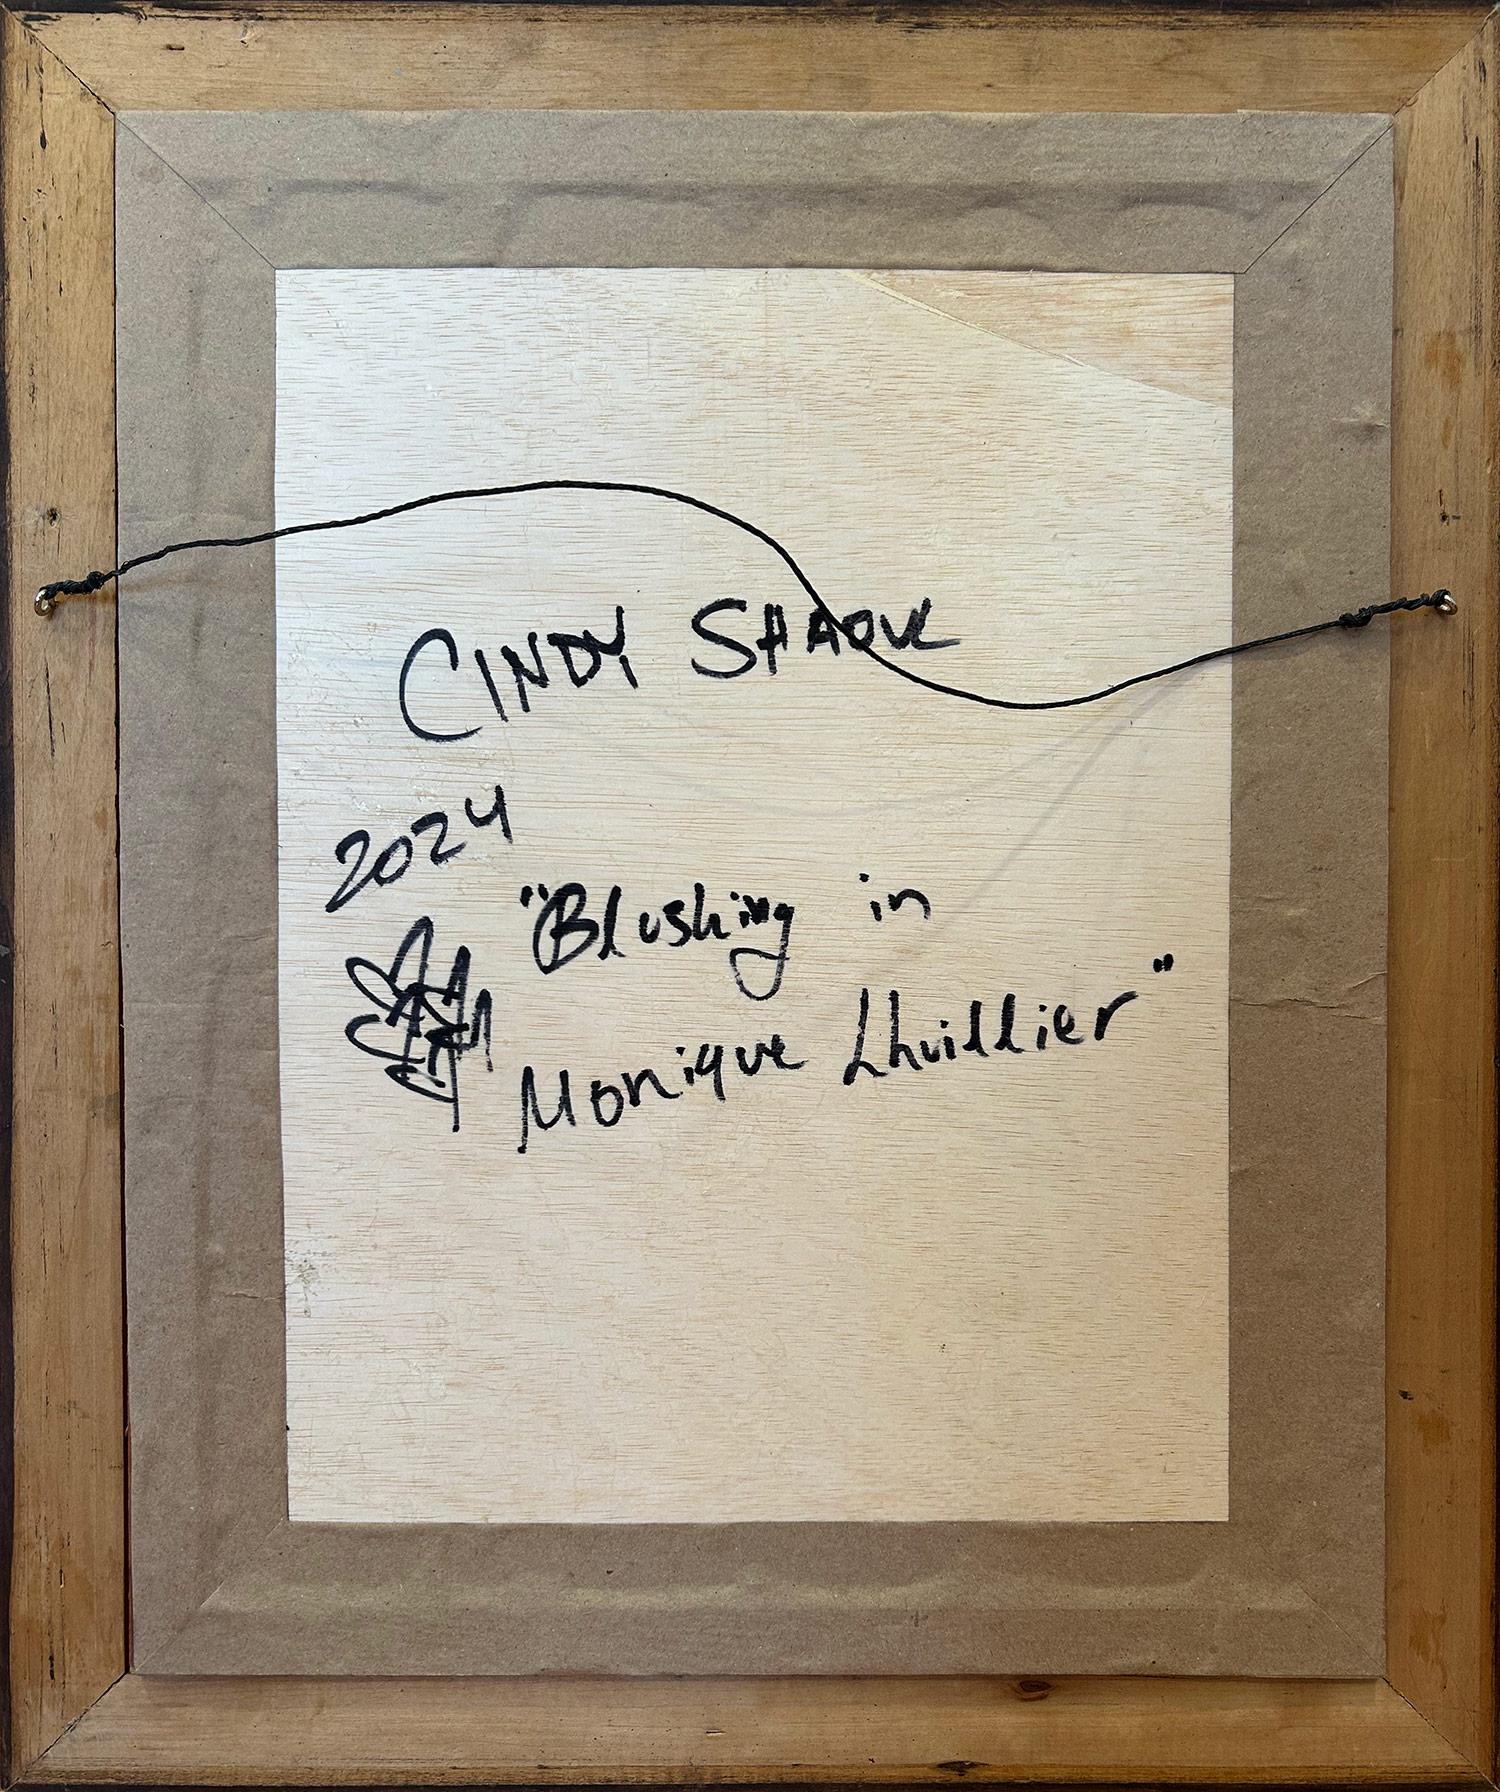 CINDY SHAOUL
2024
"Blushing in
Monique Lhuillier"